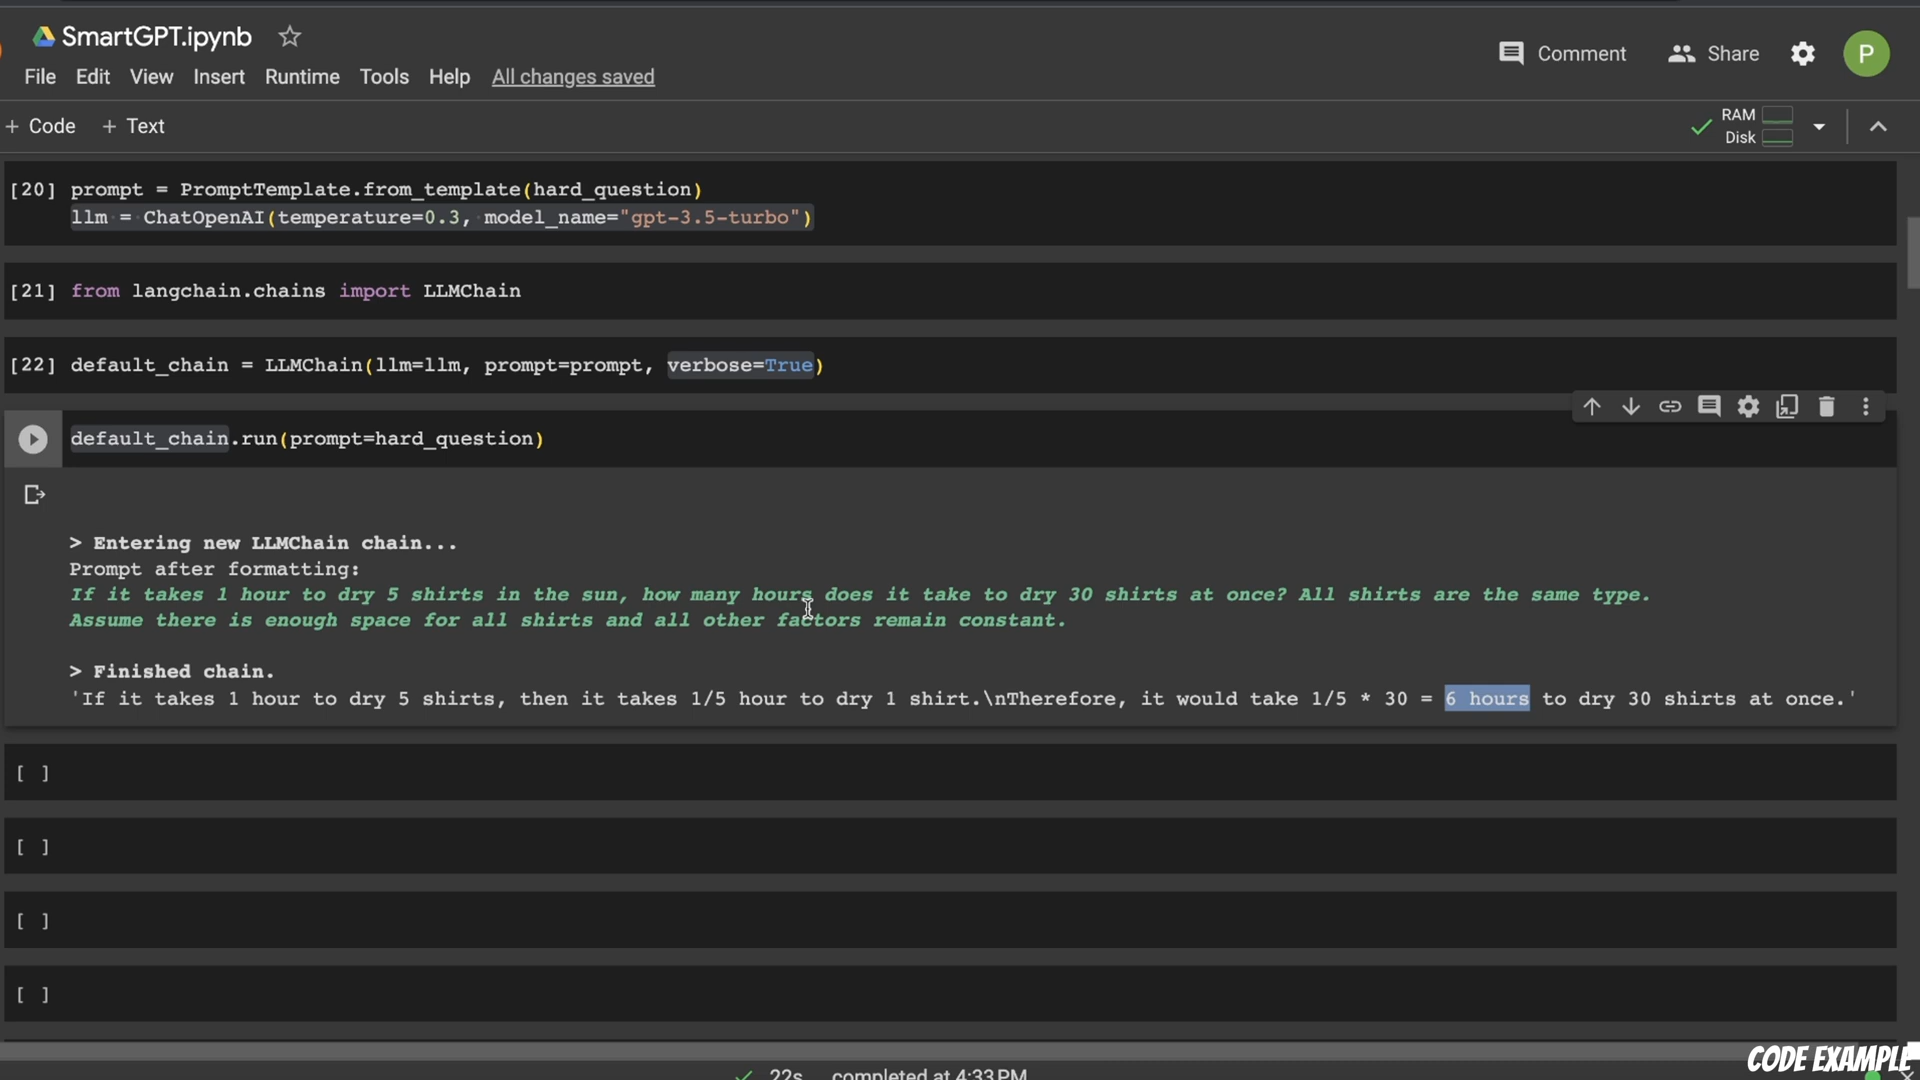 SmartGPT.ipynb
File Edit View Insert Runtime Tools Help All changes saved
Comment Share P
+ Code + Text
RAM
Disk
[20] prompt = PromptTemplate.from_template(hard_question)
llm = ChatOpenAI(temperature=0.3, model_name="gpt-3.5-turbo")
[21] from langchain.chains import LLMChain
[22] default_chain = LLMChain(llm=llm, prompt=prompt, verbose=True)
default_chain.run(prompt=hard_question)
> Entering new LLMChain chain...
Prompt after formatting:
If it takes 1 hour to dry 5 shirts in the sun, how many hours does it take to dry 30 shirts at once? All shirts are the same type.
Assume there is enough space for all shirts and all other factors remain constant.
> Finished chain.
'If it takes 1 hour to dry 5 shirts, then it takes 1/5 hour to dry 1 shirt.\nTherefore, it would take 1/5 * 30 = 6 hours to dry 30 shirts at once.'
[ ]
[ ]
[ ]
[ ]
22s completed at 4:33 PM
CODE EXAMPLE